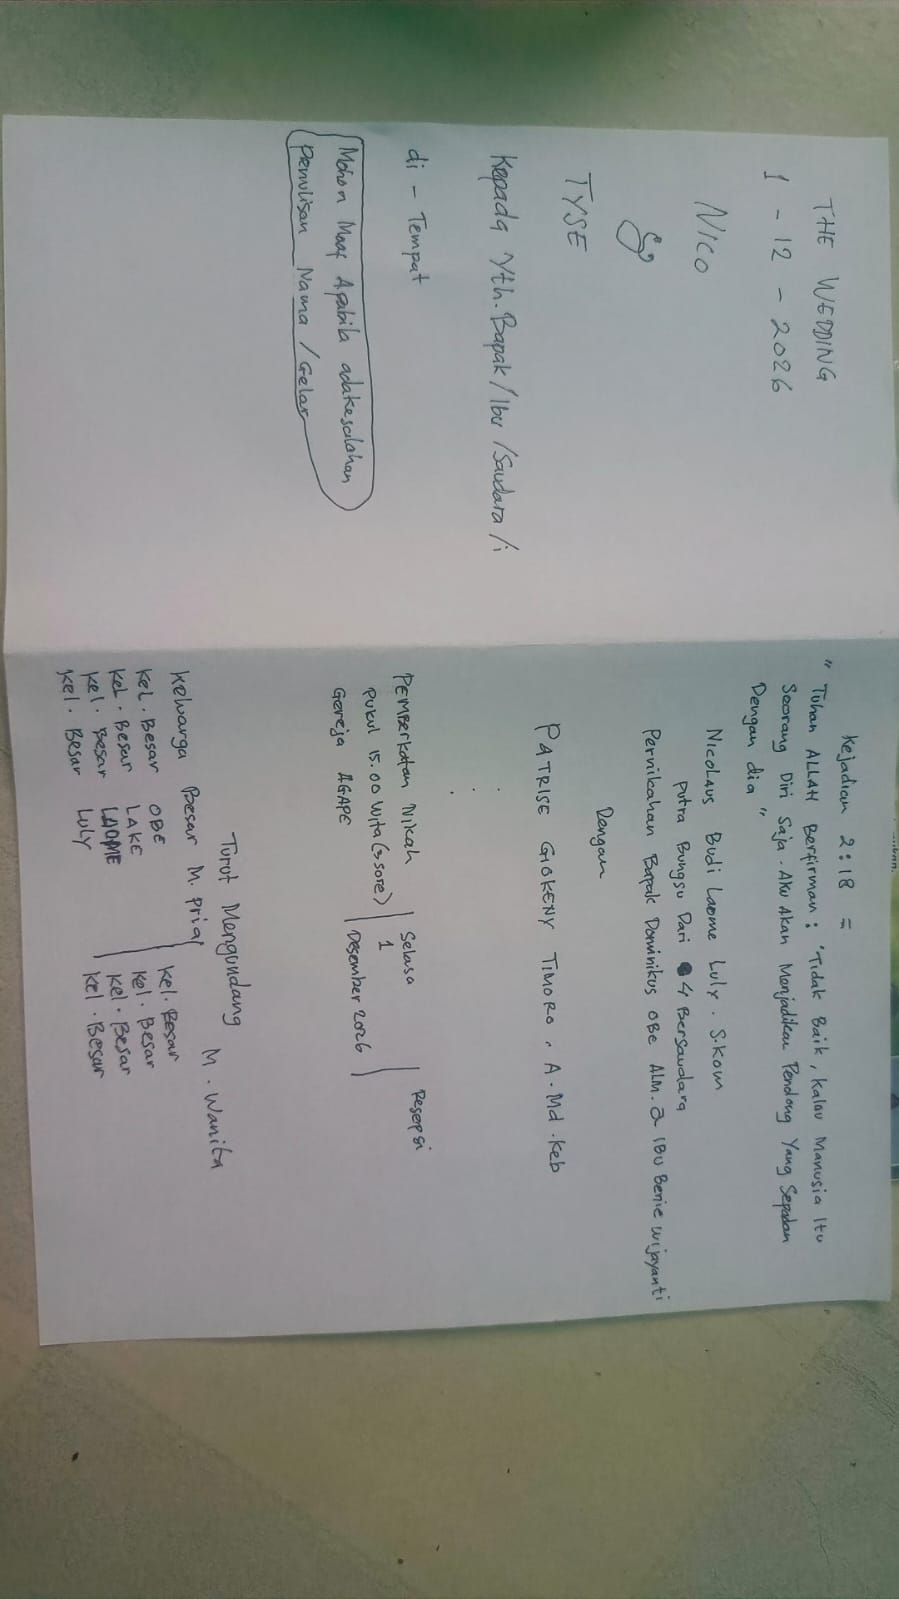 THE WEDDING
1 - 12 - 2026
NICO
&
TYSE
Kepada Yth. Bapak/Ibu/Saudara/i
di - Tempat
Mohon Maaf Apabila adakesalahan
Penulisan Nama / Gelar
Kejadian 2:18 =
" Tuhan ALLAH Berfirman : 'Tidak Baik, Kalau Manusia Itu
Seorang Diri Saja. Aku Akan Menjadikan Penolong Yang Sepadan
Dengan dia "
NICOLAUS Budi Laome Luly. S.Kom
putra Bungsu Dari 4 Bersaudara
Pernikahan Bapak Dominikus OBE ALM. & IBU Benie wijayanti
Dengan
PATRISE GIOKENY TIMORO, A.Md.Keb
.
.
.
PEMBerkatan Nikah
Pukul 15.00 Wita (3 sore)
Gereja AGAPE
Selasa
1
Desember 2026
Resepsi
Turut Mengundang
Keluarga Besar M. pria
Kel. Besar OBE
Kel. Besar LAKE
Kel. Besar LAOME
Kel. Besar Luly
M. Wanita
Kel. Besar
Kel. Besar
Kel. Besar
Kel. Besar